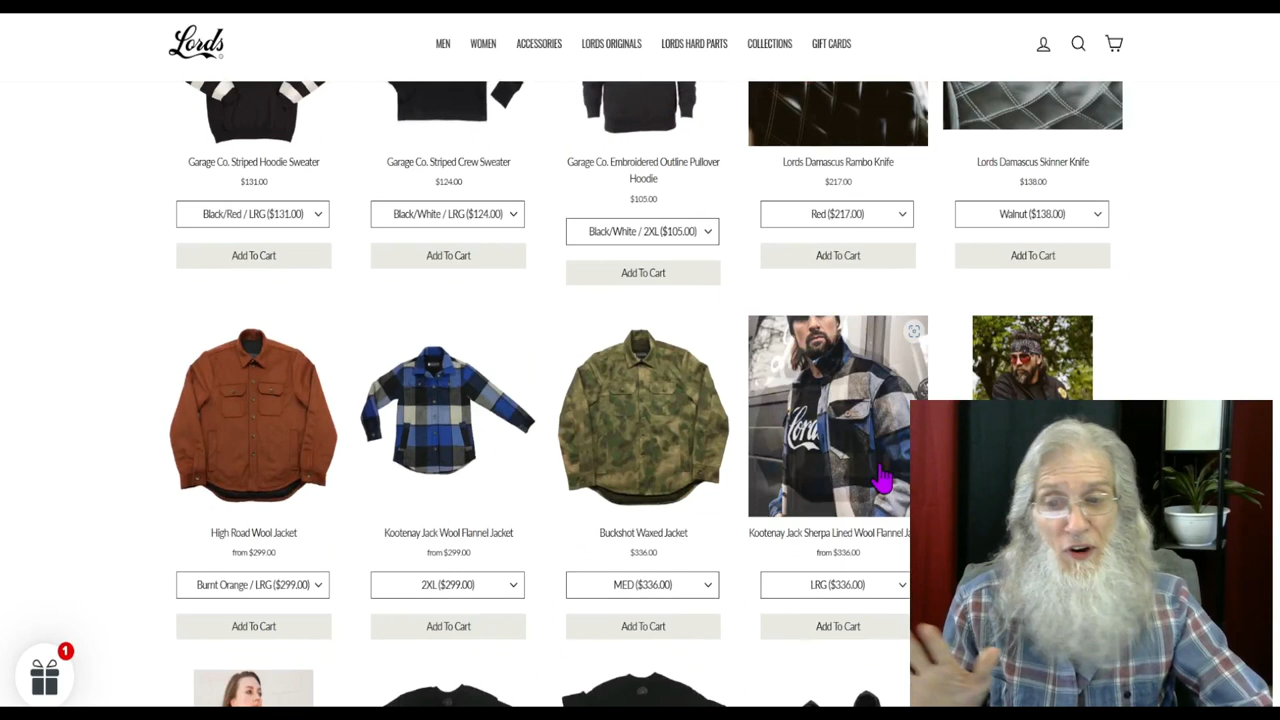 Lords
MEN WOMEN ACCESSORIES LORDS ORIGINALS LORDS HARD PARTS COLLECTIONS GIFT CARDS
Garage Co. Striped Hoodie Sweater
$131.00
Black/Red / LRG ($131.00)
Add To Cart
Garage Co. Striped Crew Sweater
$124.00
Black/White / LRG ($124.00)
Add To Cart
Garage Co. Embroidered Outline Pullover
Hoodie
$105.00
Black/White / 2XL ($105.00)
Add To Cart
Lords Damascus Rambo Knife
$217.00
Red ($217.00)
Add To Cart
Lords Damascus Skinner Knife
$138.00
Walnut ($138.00)
Add To Cart
Lords
High Road Wool Jacket
from $299.00
Burnt Orange / LRG ($299.00)
Add To Cart
Kootenay Jack Wool Flannel Jacket
from $299.00
2XL ($299.00)
Add To Cart
Buckshot Waxed Jacket
$336.00
MED ($336.00)
Add To Cart
Kootenay Jack Sherpa Lined Wool Flannel Ja
from $336.00
LRG ($336.00)
Add To Cart
1